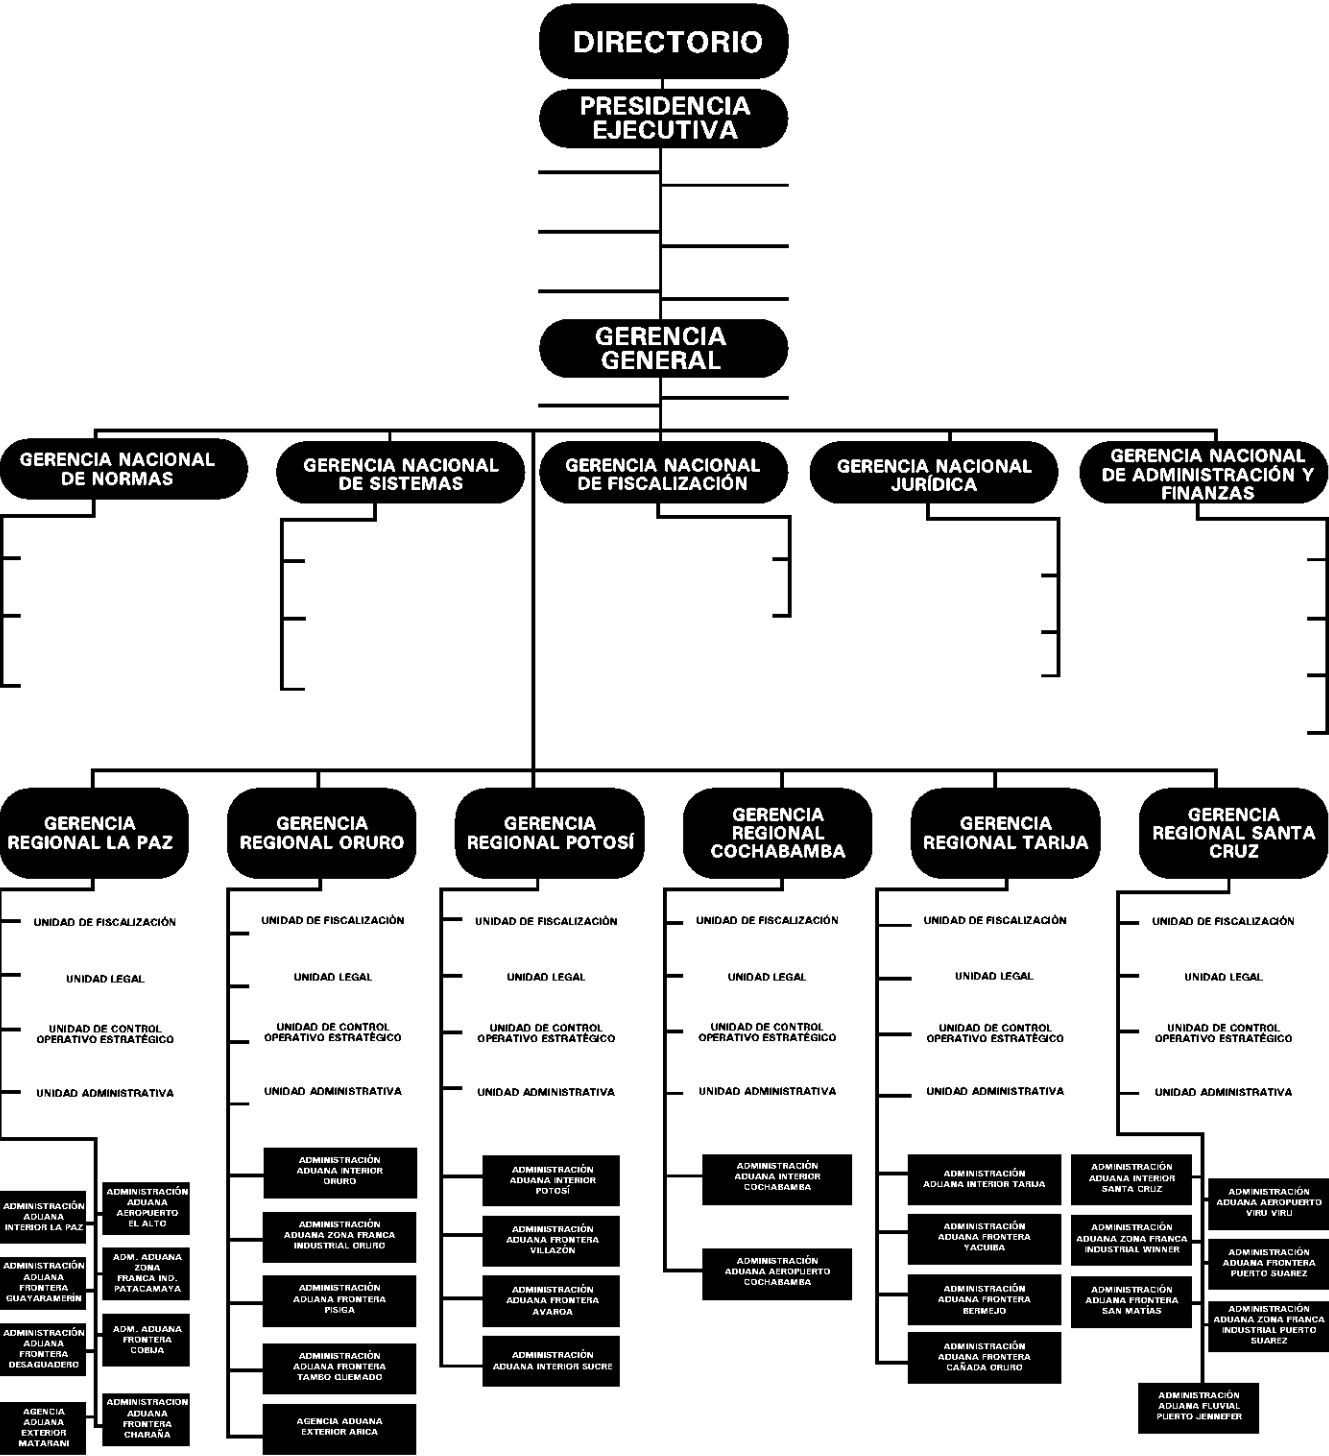 DIRECTORIO
PRESIDENCIA
EJECUTIVA
GERENCIA
GENERAL
GERENCIA NACIONAL
DE NORMAS
GERENCIA NACIONAL
DE SISTEMAS
GERENCIA NACIONAL
DE FISCALIZACIÓN
GERENCIA NACIONAL
JURÍDICA
GERENCIA NACIONAL
DE ADMINISTRACIÓN Y
FINANZAS
GERENCIA
REGIONAL LA PAZ
GERENCIA
REGIONAL ORURO
GERENCIA
REGIONAL POTOSÍ
GERENCIA
REGIONAL
COCHABAMBA
GERENCIA
REGIONAL TARIJA
GERENCIA
REGIONAL SANTA
CRUZ
UNIDAD DE FISCALIZACIÓN
UNIDAD LEGAL
UNIDAD DE CONTROL
OPERATIVO ESTRATÉGICO
UNIDAD ADMINISTRATIVA
ADMINISTRACIÓN
ADUANA
INTERIOR LA PAZ
ADMINISTRACIÓN
ADUANA
FRONTERA
GUAYARAMERÍN
ADMINISTRACIÓN
ADUANA
FRONTERA
DESAGUADERO
AGENCIA
ADUANA
EXTERIOR
MATARANI
ADMINISTRACIÓN
ADUANA
AEROPUERTO
EL ALTO
ADM. ADUANA
ZONA
FRANCA IND.
PATACAMAYA
ADM. ADUANA
FRONTERA
COBIJA
ADMINISTRACION
ADUANA
FRONTERA
CHARAÑA
UNIDAD DE FISCALIZACIÓN
UNIDAD LEGAL
UNIDAD DE CONTROL
OPERATIVO ESTRATÉGICO
UNIDAD ADMINISTRATIVA
ADMINISTRACIÓN
ADUANA INTERIOR
ORURO
ADMINISTRACIÓN
ADUANA ZONA FRANCA
INDUSTRIAL ORURO
ADMINISTRACIÓN
ADUANA FRONTERA
PISIGA
ADMINISTRACIÓN
ADUANA FRONTERA
TAMBO QUEMADO
AGENCIA ADUANA
EXTERIOR ARICA
UNIDAD DE FISCALIZACIÓN
UNIDAD LEGAL
UNIDAD DE CONTROL
OPERATIVO ESTRATÉGICO
UNIDAD ADMINISTRATIVA
ADMINISTRACIÓN
ADUANA INTERIOR
POTOSÍ
ADMINISTRACIÓN
ADUANA FRONTERA
VILLAZÓN
ADMINISTRACIÓN
ADUANA FRONTERA
AVAROA
ADMINISTRACIÓN
ADUANA INTERIOR SUCRE
UNIDAD DE FISCALIZACIÓN
UNIDAD LEGAL
UNIDAD DE CONTROL
OPERATIVO ESTRATÉGICO
UNIDAD ADMINISTRATIVA
ADMINISTRACIÓN
ADUANA INTERIOR
COCHABAMBA
ADMINISTRACIÓN
ADUANA AEROPUERTO
COCHABAMBA
UNIDAD DE FISCALIZACIÓN
UNIDAD LEGAL
UNIDAD DE CONTROL
OPERATIVO ESTRATÉGICO
UNIDAD ADMINISTRATIVA
ADMINISTRACIÓN
ADUANA INTERIOR TARIJA
ADMINISTRACIÓN
ADUANA FRONTERA
YACUIBA
ADMINISTRACIÓN
ADUANA FRONTERA
BERMEJO
ADMINISTRACIÓN
ADUANA FRONTERA
CAÑADA ORURO
UNIDAD DE FISCALIZACIÓN
UNIDAD LEGAL
UNIDAD DE CONTROL
OPERATIVO ESTRATÉGICO
UNIDAD ADMINISTRATIVA
ADMINISTRACIÓN
ADUANA INTERIOR
SANTA CRUZ
ADMINISTRACIÓN
ADUANA ZONA FRANCA
INDUSTRIAL WINNER
ADMINISTRACIÓN
ADUANA FRONTERA
SAN MATÍAS
ADMINISTRACIÓN
ADUANA AEROPUERTO
VIRU VIRU
ADMINISTRACIÓN
ADUANA FRONTERA
PUERTO SUAREZ
ADMINISTRACIÓN
ADUANA ZONA FRANCA
INDUSTRIAL PUERTO
SUAREZ
ADMINISTRACIÓN
ADUANA FLUVIAL
PUERTO JENNEFER